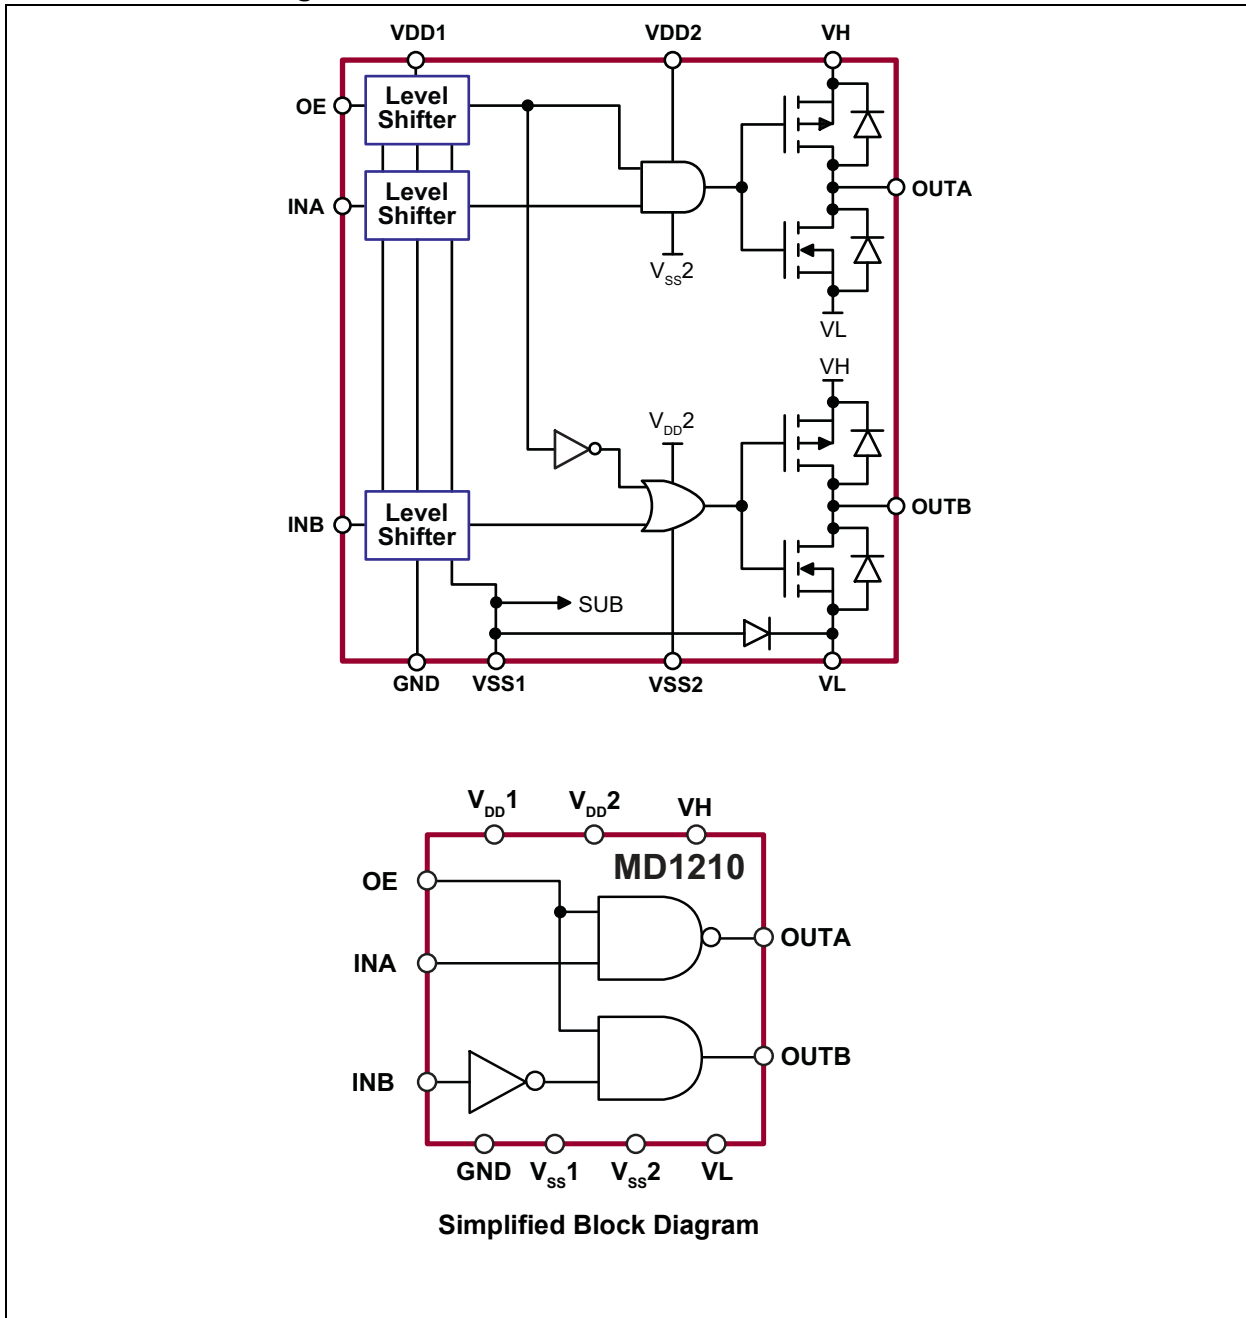 VDD1 VDD2 VH
OE
Level
Shifter
INA
Level
Shifter
OUTA
VSS2
VL
VH
VDD2
INB
Level
Shifter
OUTB
SUB
GND VSS1 VSS2 VL
VDD1 VDD2 VH
MD1210
OE
OUTA
INA
OUTB
INB
GND VSS1 VSS2 VL
Simplified Block Diagram